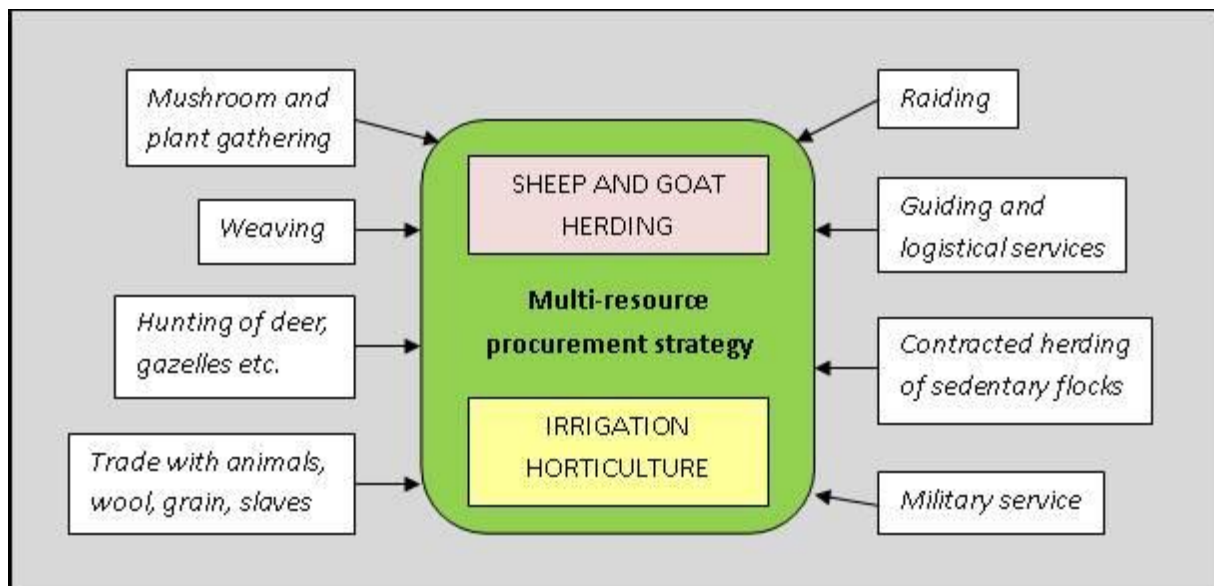 Mushroom and
plant gathering
Weaving
Hunting of deer,
gazelles etc.
Trade with animals,
wool, grain, slaves
SHEEP AND GOAT
HERDING
Multi-resource
procurement strategy
IRRIGATION
HORTICULTURE
Raiding
Guiding and
logistical services
Contracted herding
of sedentary flocks
Military service